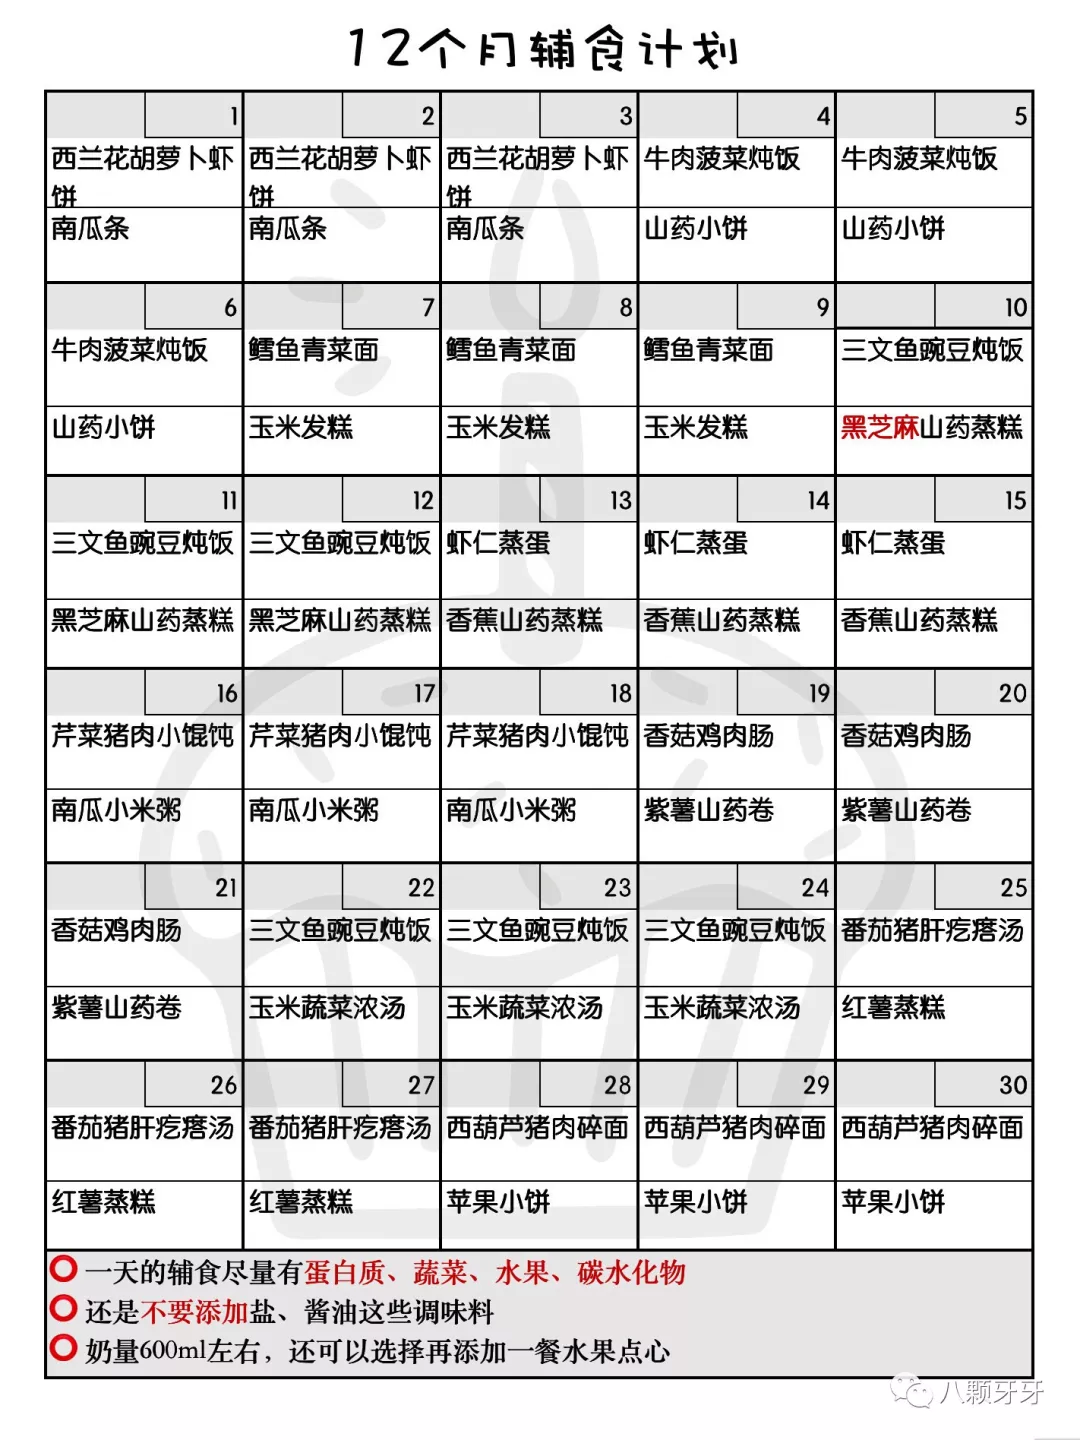 12个月辅食计划
1 2 3 4 5
西兰花胡萝卜虾饼 西兰花胡萝卜虾饼 西兰花胡萝卜虾饼 牛肉菠菜炖饭 牛肉菠菜炖饭
南瓜条 南瓜条 南瓜条 山药小饼 山药小饼
6 7 8 9 10
牛肉菠菜炖饭 鳕鱼青菜面 鳕鱼青菜面 鳕鱼青菜面 三文鱼豌豆炖饭
山药小饼 玉米发糕 玉米发糕 玉米发糕 黑芝麻山药蒸糕
11 12 13 14 15
三文鱼豌豆炖饭 三文鱼豌豆炖饭 虾仁蒸蛋 虾仁蒸蛋 虾仁蒸蛋
黑芝麻山药蒸糕 黑芝麻山药蒸糕 香蕉山药蒸糕 香蕉山药蒸糕 香蕉山药蒸糕
16 17 18 19 20
芹菜猪肉小馄饨 芹菜猪肉小馄饨 芹菜猪肉小馄饨 香菇鸡肉肠 香菇鸡肉肠
南瓜小米粥 南瓜小米粥 南瓜小米粥 紫薯山药卷 紫薯山药卷
21 22 23 24 25
香菇鸡肉肠 三文鱼豌豆炖饭 三文鱼豌豆炖饭 三文鱼豌豆炖饭 番茄猪肝疙瘩汤
紫薯山药卷 玉米蔬菜浓汤 玉米蔬菜浓汤 玉米蔬菜浓汤 红薯蒸糕
26 27 28 29 30
番茄猪肝疙瘩汤 番茄猪肝疙瘩汤 西葫芦猪肉碎面 西葫芦猪肉碎面 西葫芦猪肉碎面
红薯蒸糕 红薯蒸糕 苹果小饼 苹果小饼 苹果小饼
一天的辅食尽量有蛋白质、蔬菜、水果、碳水化物
还是不要添加盐、酱油这些调味料
奶量600ml左右，还可以选择再添加一餐水果点心
八颗牙牙